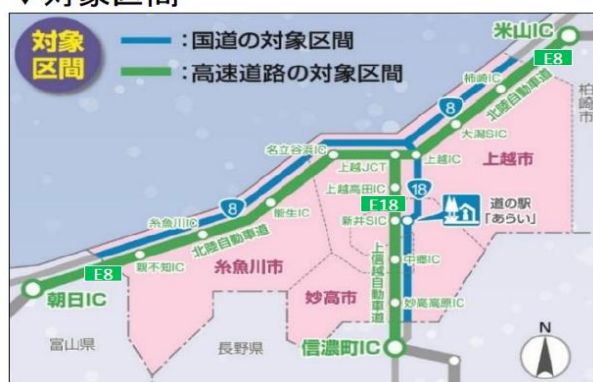 対象区間
対象
区間
:国道の対象区間
:高速道路の対象区間
米山IC
E8
柿崎IC
北陸自動車道
柏崎市
8
大潟SIC
名立谷浜IC
上越JCT
上越IC
上越市
上越高田IC
18
E18
道の駅
「あらい」
新井SIC
能生IC
8
糸魚川IC
北陸自動車道
親不知IC
E8
朝日IC
糸魚川市
上信越自動車道
中郷IC
妙高市
妙高高原IC
富山県
長野県
信濃町IC
N